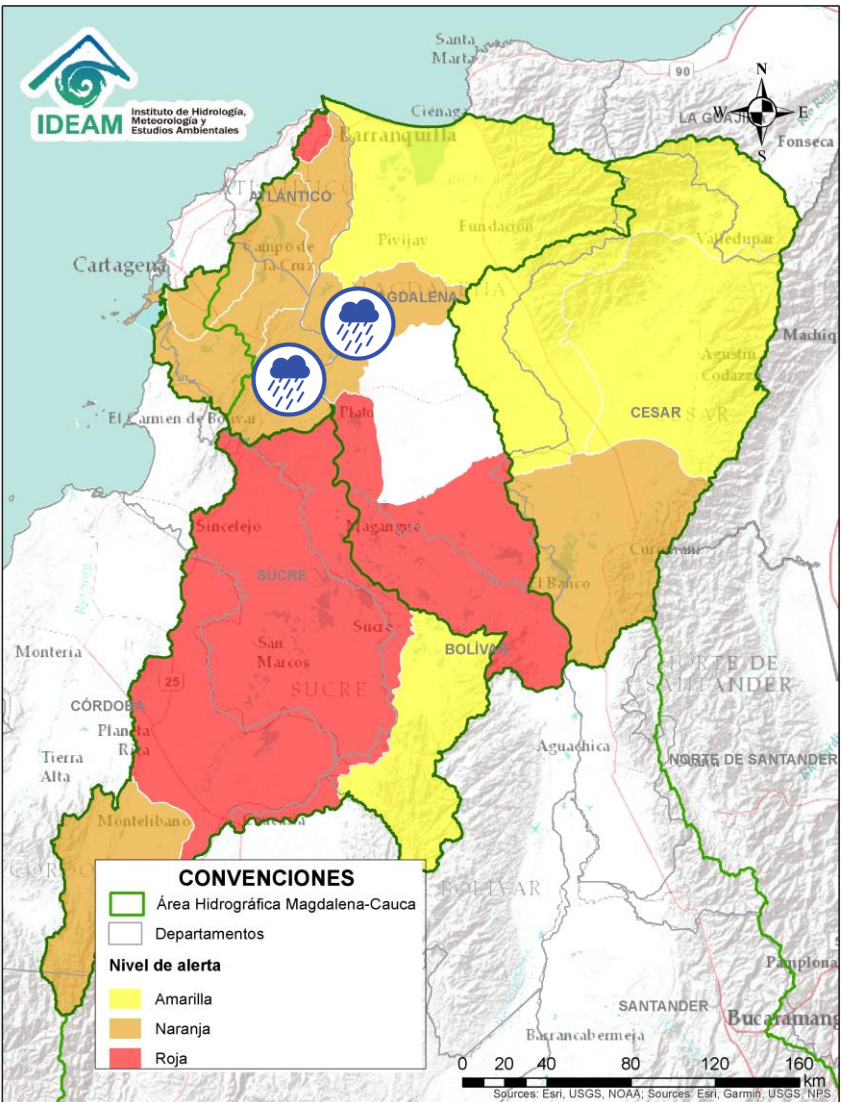 IDEAM
Instituto de Hidrología,
Meteorología y
Estudios Ambientales
Santa
Marta
90
N
W
E
S
LA GUAJIRA
Fonseca
Ciénaga
Barranquilla
ATLÁNTICO
ATLÁNTICO
Fundación
Pivijay
Valledupar
Campo de
la Cruz
Cartagena
MAGDALENA
Agustín
Codazzi
El Carmen de Bolívar
Plato
CESAR
Sincelejo
Magangué
SUCRE
El Banco
Sucre
San
Marcos
SUCRE
BOLÍVAR
Montería
25
CÓRDOBA
Planeta
Rica
Tierra
Alta
NORTE DE
SANTANDER
Aguachica
NORTE DE SANTANDER
Montelíbano
BOLÍVAR
Pamplona
SANTANDER
Bucaramang
Barrancabermeja
CONVENCIONES
Área Hidrográfica Magdalena-Cauca
Departamentos
Nivel de alerta
Amarilla
Naranja
Roja
0 20 40 80 120 160
km
Sources: Esri, USGS, NOAA; Sources: Esri, Garmin, USGS, NPS